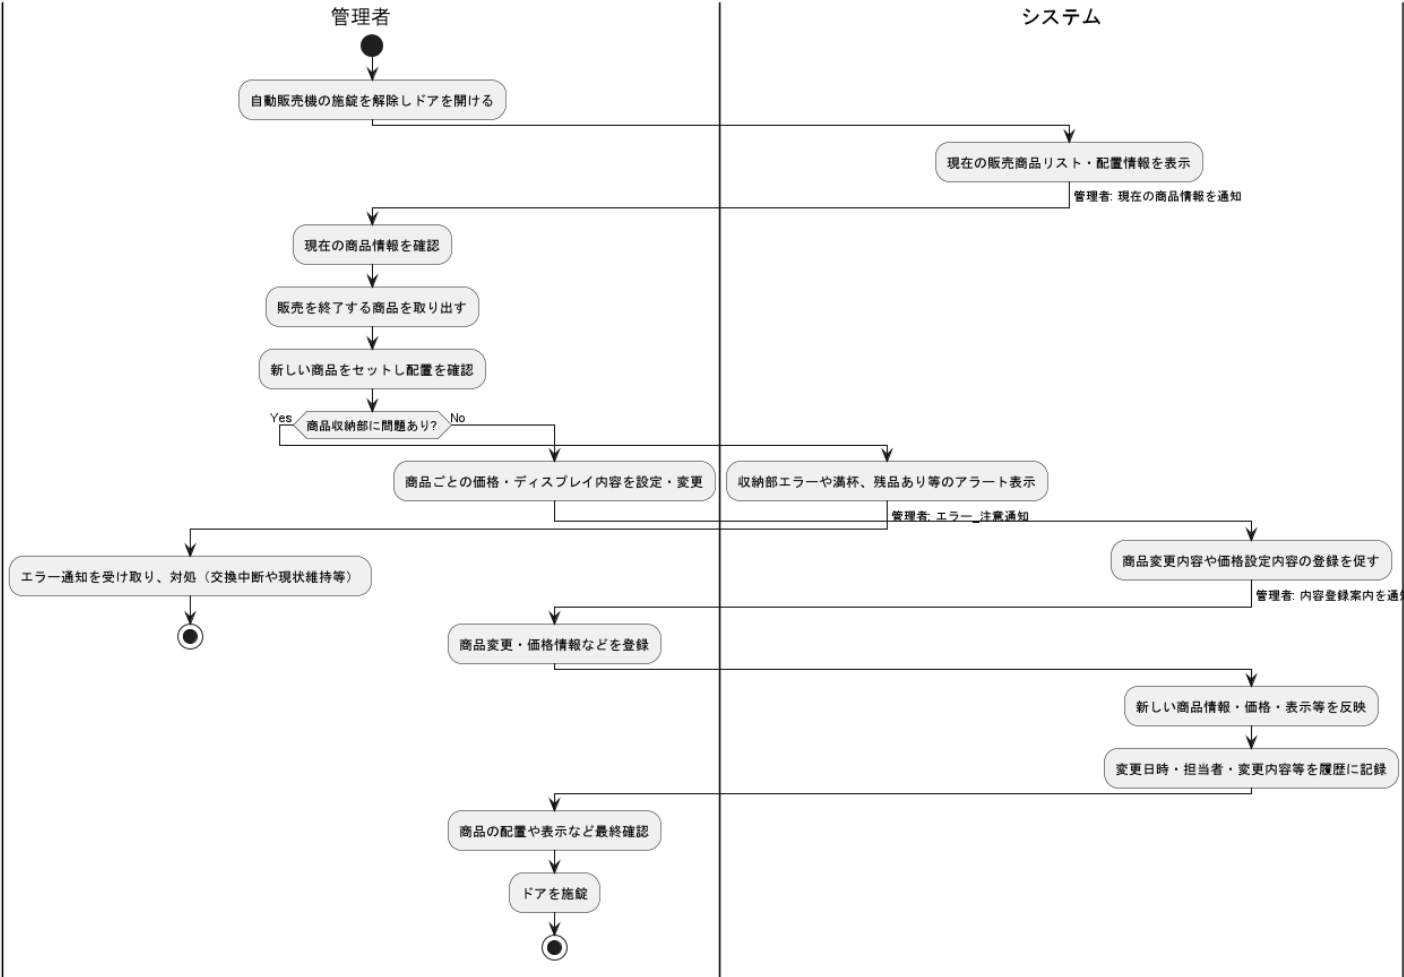 管理者
システム
自動販売機の施錠を解除しドアを開ける
現在の販売商品リスト・配置情報を表示
管理者: 現在の商品情報を通知
現在の商品情報を確認
販売を終了する商品を取り出す
新しい商品をセットし配置を確認
Yes
商品収納部に問題あり?
No
商品ごとの価格・ディスプレイ内容を設定・変更
収納部エラーや満杯、残品あり等のアラート表示
管理者: エラー_注意通知
商品変更内容や価格設定内容の登録を促す
エラー通知を受け取り、対処（交換中断や現状維持等）
管理者: 内容登録案内を通
商品変更・価格情報などを登録
新しい商品情報・価格・表示等を反映
変更日時・担当者・変更内容等を履歴に記録
商品の配置や表示など最終確認
ドアを施錠